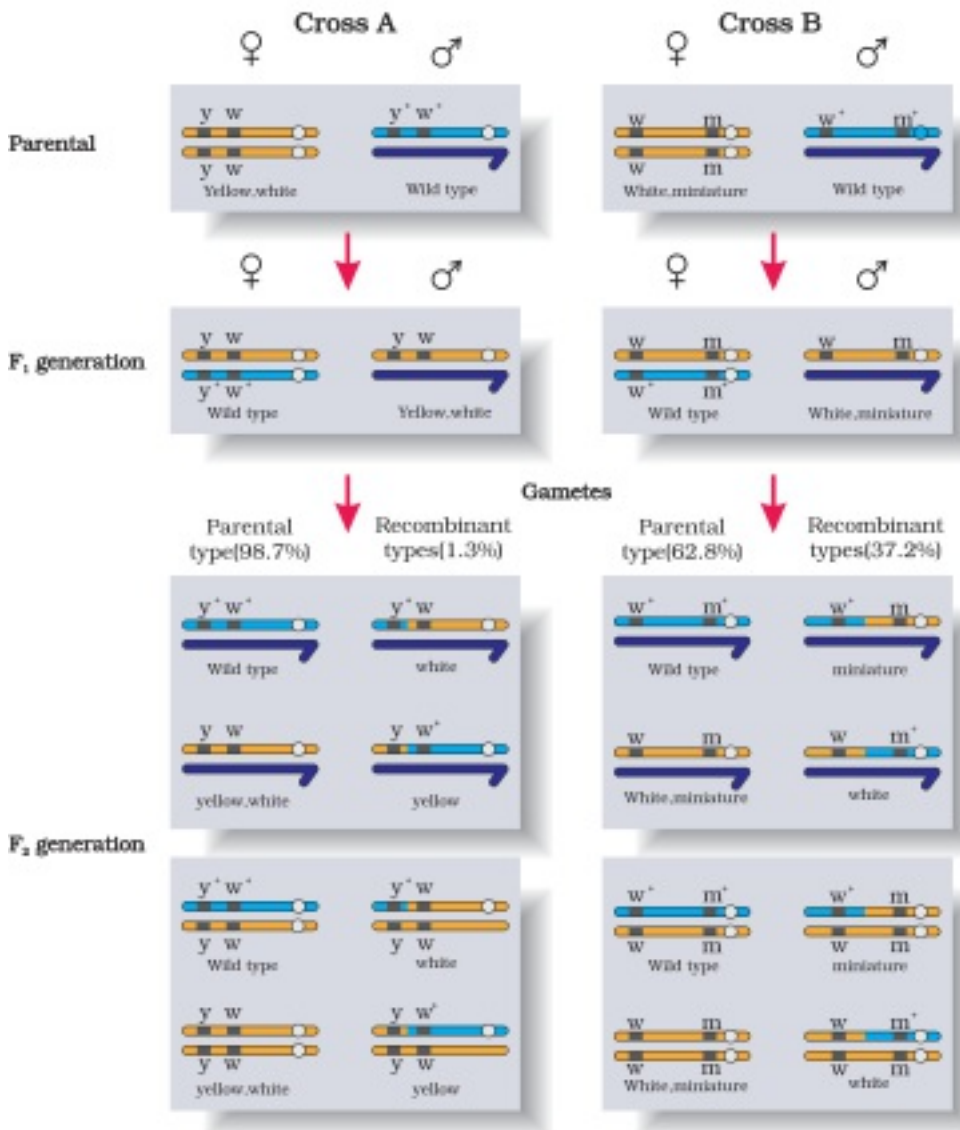 Cross A
Cross B
♀ ♂ ♀ ♂
Parental
y w y⁺ w⁺ w m w⁺ m⁺
y w w m
Yellow,white Wild type White,miniature Wild type
♀ ♂ ♀ ♂
F₁ generation
y w y w w m w m
y⁺ w⁺ w⁺ m⁺
Wild type Yellow,white Wild type White,miniature
Gametes
Parental Recombinant Parental Recombinant
type(98.7%) types(1.3%) type(62.8%) types(37.2%)
y⁺ w⁺ y⁺ w w⁺ m⁺ w⁺ m
Wild type white Wild type miniature
y w y w⁺ w m w m⁺
yellow,white yellow White,miniature white
F₂ generation
y⁺ w⁺ y⁺ w w⁺ m⁺ w⁺ m
y w y w w m w m
Wild type white Wild type miniature
y w y w⁺ w m w m⁺
y w y w w m w m
yellow,white yellow White,miniature white